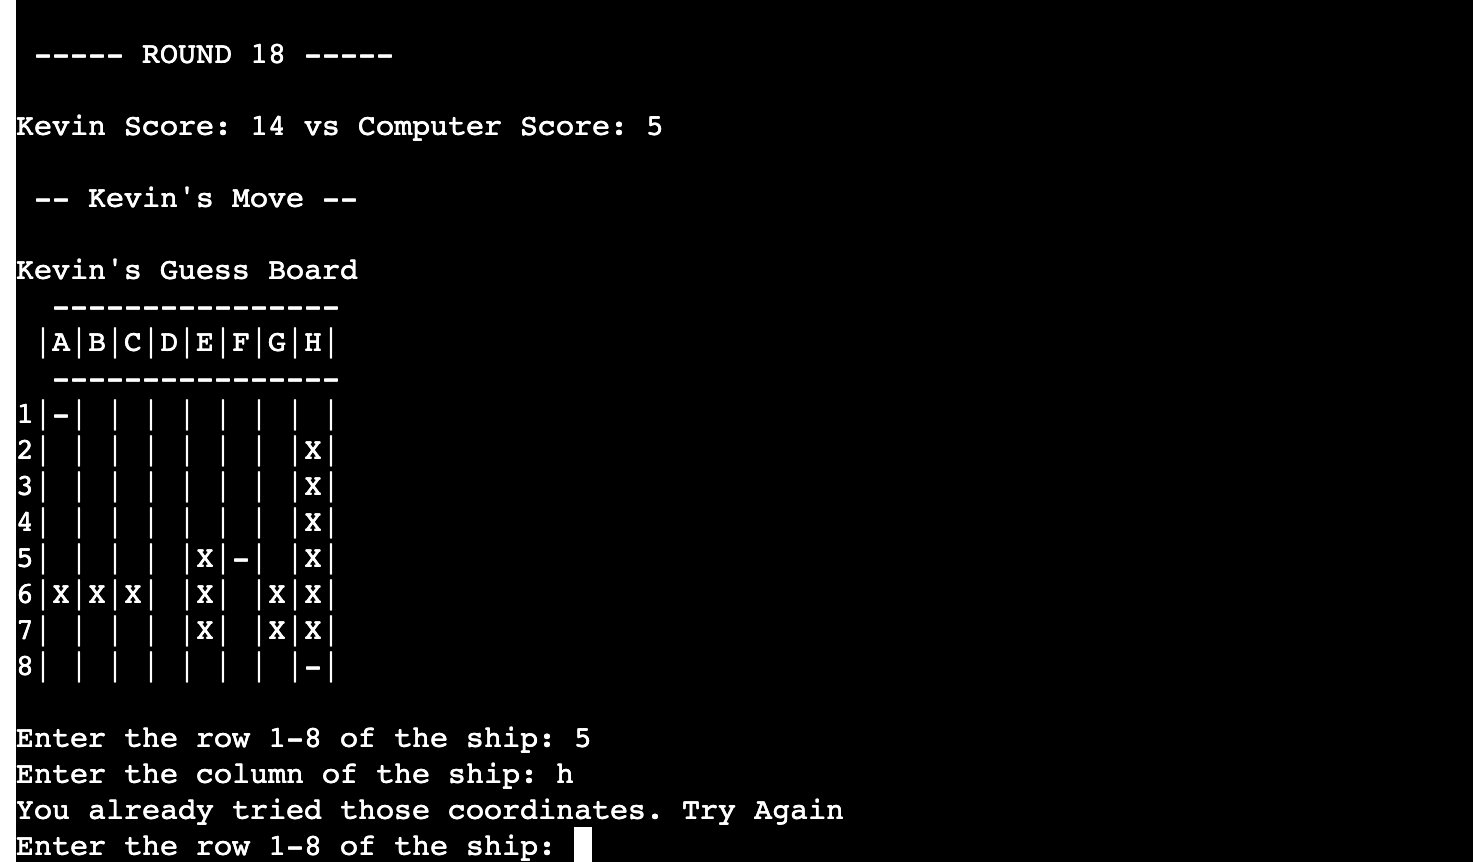 ----- ROUND 18 -----
Kevin Score: 14 vs Computer Score: 5
-- Kevin's Move --
Kevin's Guess Board
  ----------------
 |A|B|C|D|E|F|G|H|
  ----------------
1|-| | | | | | | |
2| | | | | | | |X|
3| | | | | | | |X|
4| | | | | | | |X|
5| | | | |X|-| |X|
6|X|X|X| |X| |X|X|
7| | | | |X| |X|X|
8| | | | | | | |-|
Enter the row 1-8 of the ship: 5
Enter the column of the ship: h
You already tried those coordinates. Try Again
Enter the row 1-8 of the ship: